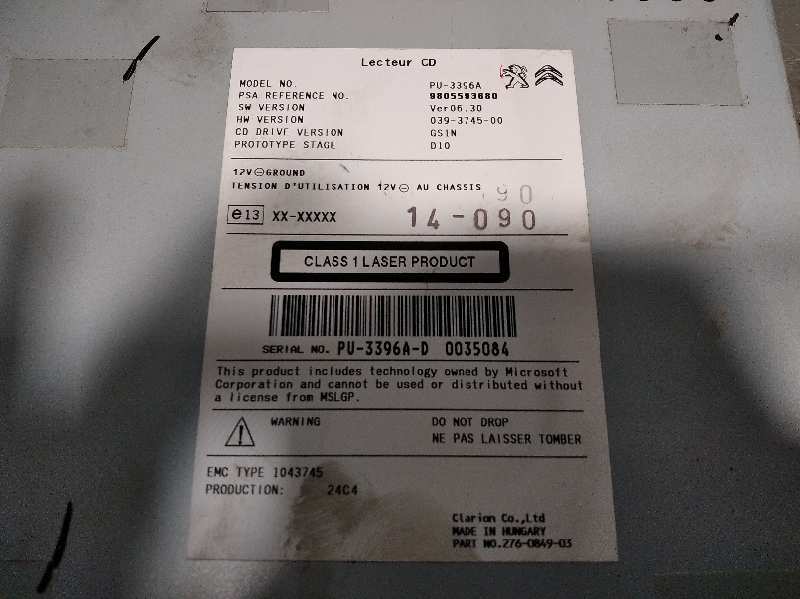 Lecteur CD
MODEL NO. PU-3396A
PSA REFERENCE NO. 9805593680
SW VERSION Ver06.30
HW VERSION 039-3745-00
CD DRIVE VERSION GSIN
PROTOTYPE STAGE D10
12V⊖GROUND
TENSION D'UTILISATION 12V⊖ AU CHASSIS
90
e13 XX-XXXXX 14-090
CLASS 1 LASER PRODUCT
SERIAL NO. PU-3396A-D 0035084
This product includes technology owned by Microsoft
Corporation and cannot be used or distributed without
a license from MSLGP.
WARNING DO NOT DROP
NE PAS LAISSER TOMBER
EMC TYPE 1043745
PRODUCTION: 24C4
Clarion Co.,Ltd
MADE IN HUNGARY
PART NO.276-0849-03